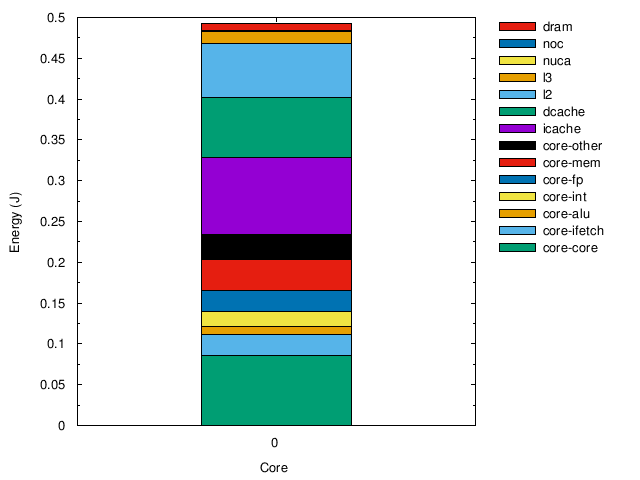 0.5
0.45
0.4
0.35
0.3
0.25
0.2
0.15
0.1
0.05
0
Energy (J)
0
Core
dram
noc
nuca
l3
l2
dcache
icache
core-other
core-mem
core-fp
core-int
core-alu
core-ifetch
core-core